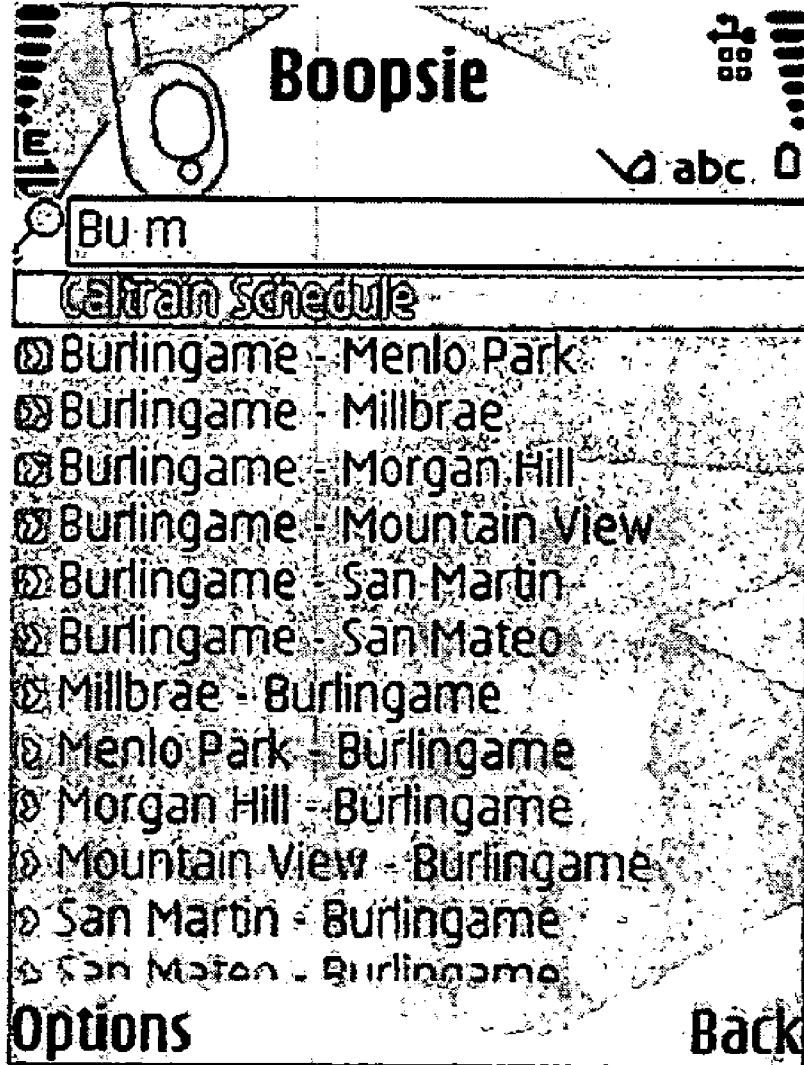 Boopsie
abc
Bu m
Caltrain Schedule
Burlingame - Menlo Park
Burlingame - Millbrae
Burlingame - Morgan Hill
Burlingame - Mountain View
Burlingame - San Martin
Burlingame - San Mateo
Millbrae - Burlingame
Menlo Park - Burlingame
Morgan Hill - Burlingame
Mountain View - Burlingame
San Martin - Burlingame
San Mateo - Burlingame
Options Back